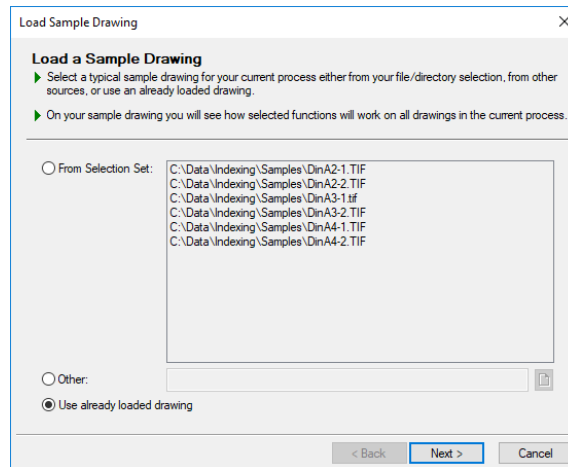 Load Sample Drawing
Load a Sample Drawing
Select a typical sample drawing for your current process either from your file/directory selection, from other
sources, or use an already loaded drawing.
On your sample drawing you will see how selected functions will work on all drawings in the current process.
From Selection Set:
C:\Data\Indexing\Samples\DinA2-1.TIF
C:\Data\Indexing\Samples\DinA2-2.TIF
C:\Data\Indexing\Samples\DinA3-1.tif
C:\Data\Indexing\Samples\DinA3-2.TIF
C:\Data\Indexing\Samples\DinA4-1.TIF
C:\Data\Indexing\Samples\DinA4-2.TIF
Other:
Use already loaded drawing
< Back Next > Cancel